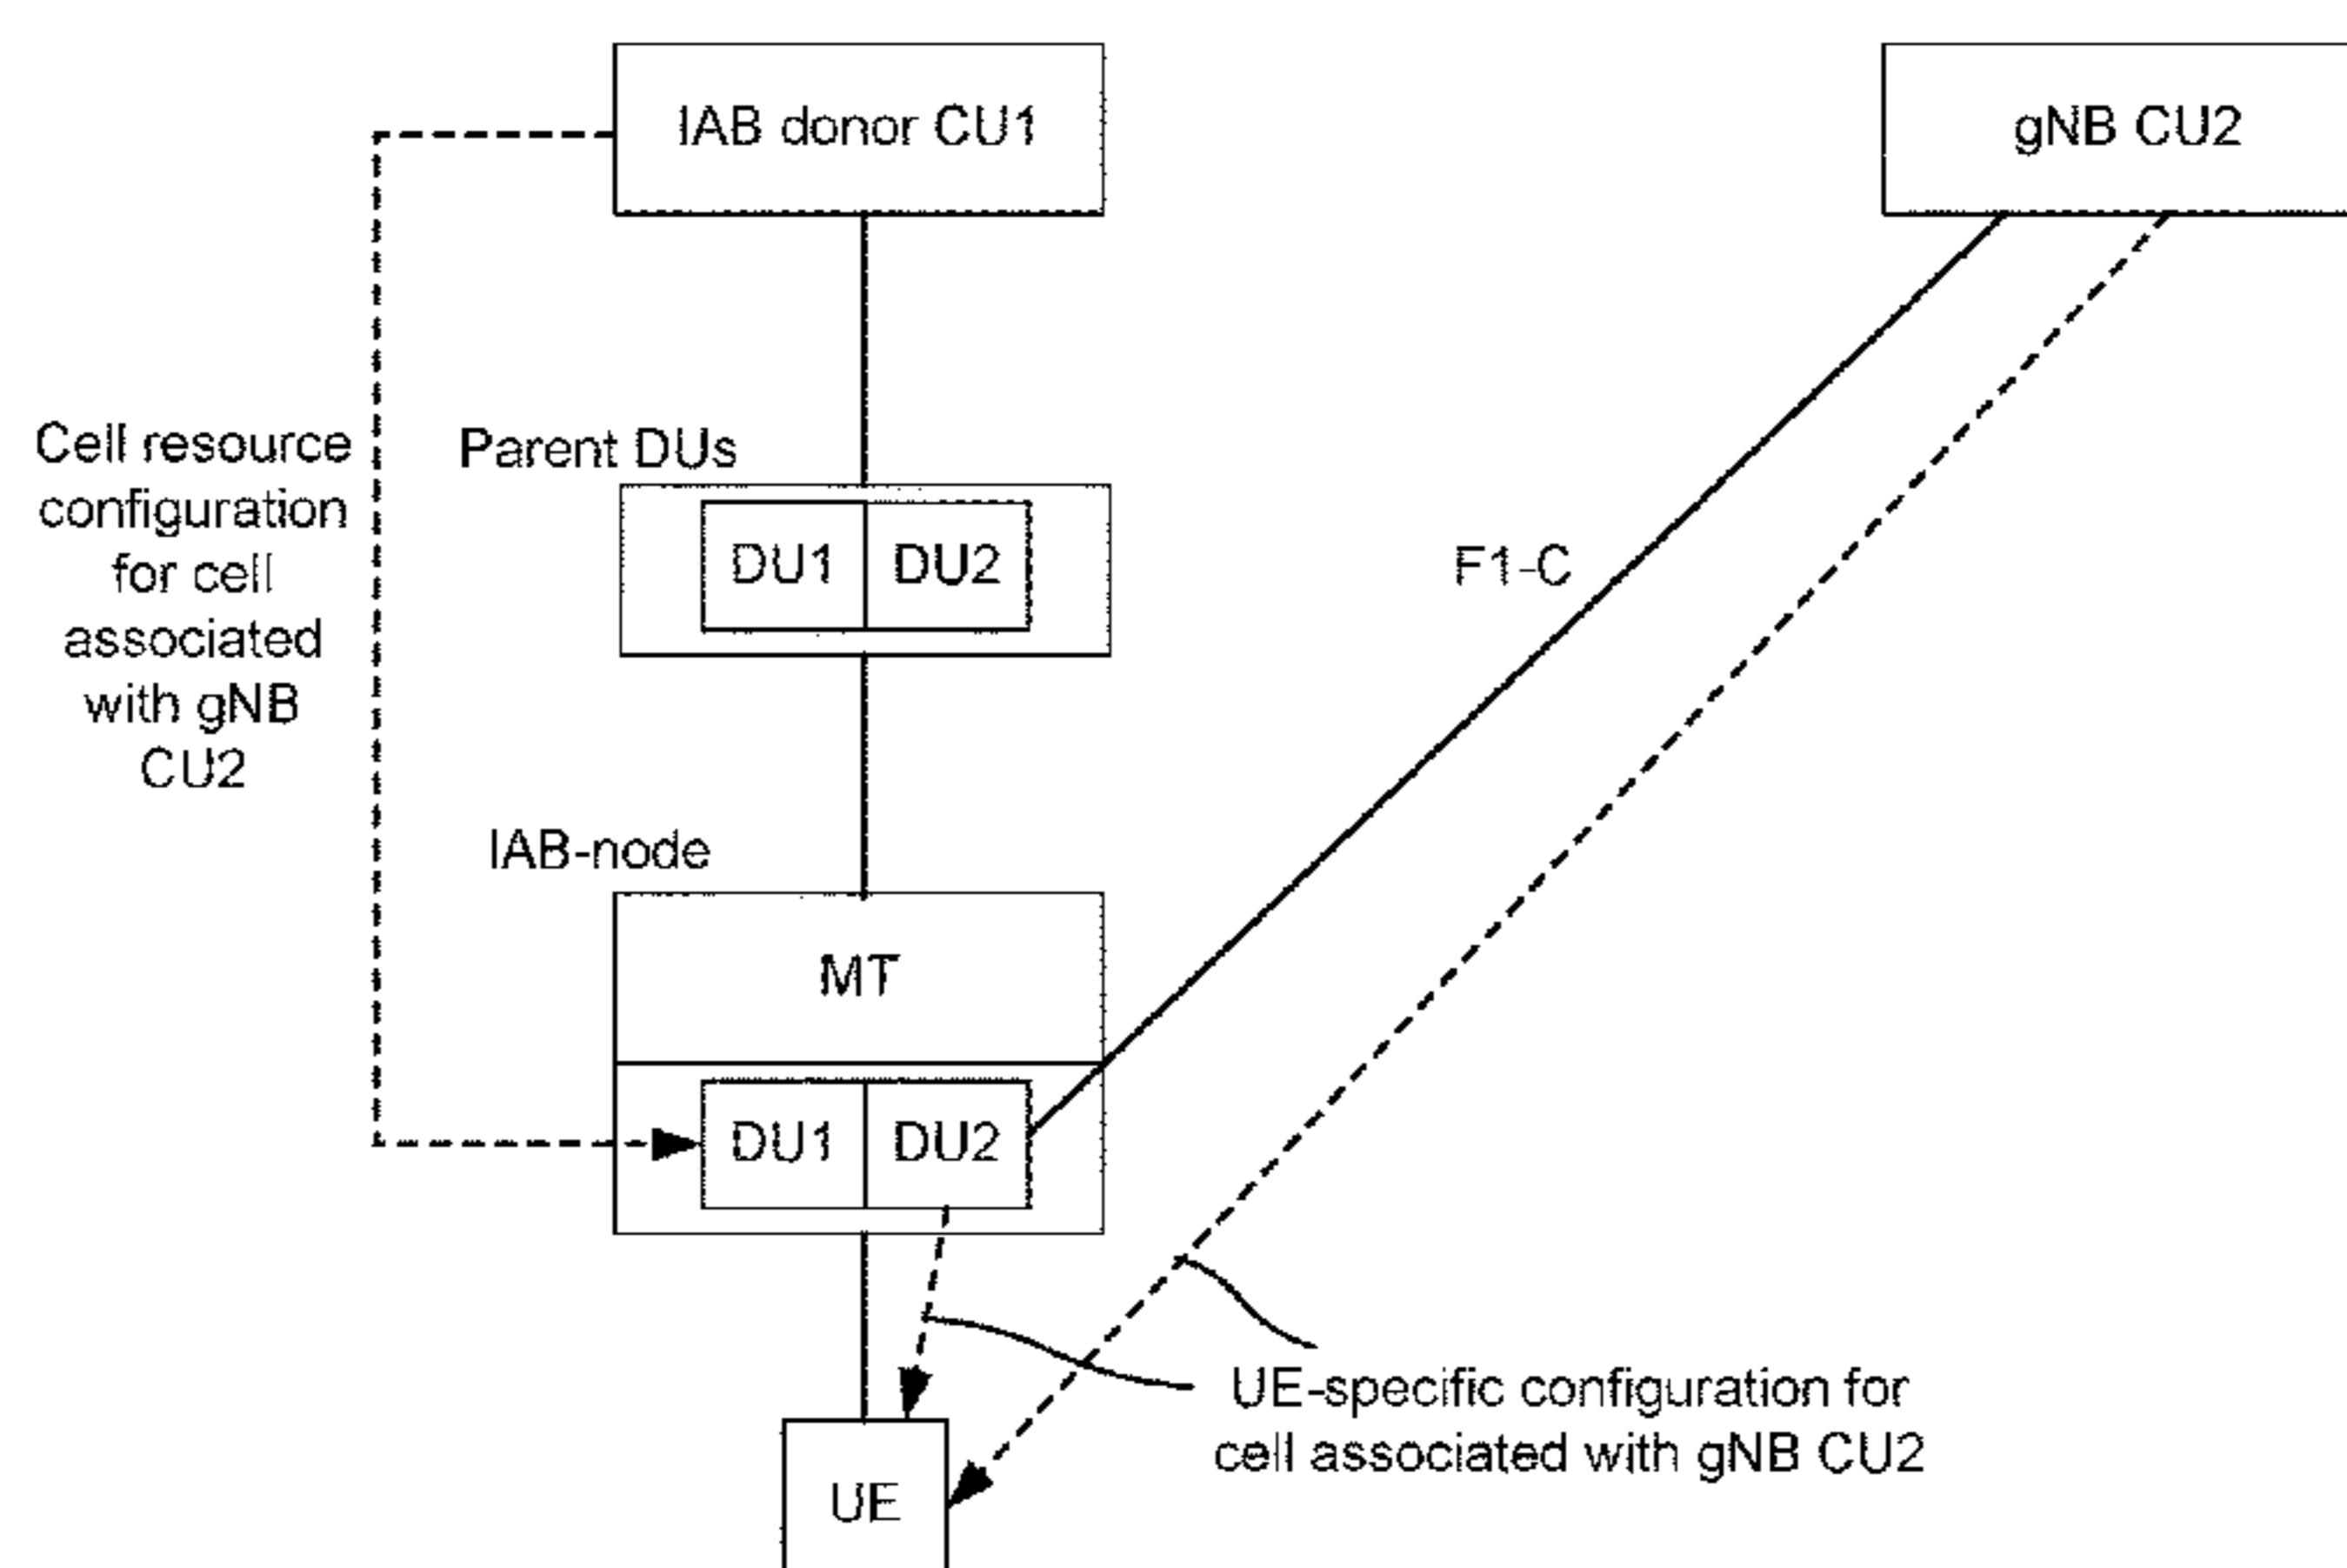 IAB donor CU1
gNB CU2
Cell resource
configuration
for cell
associated
with gNB
CU2
Parent DUs
DU1 DU2
F1-C
IAB-node
MT
DU1 DU2
UE-specific configuration for
cell associated with gNB CU2
UE